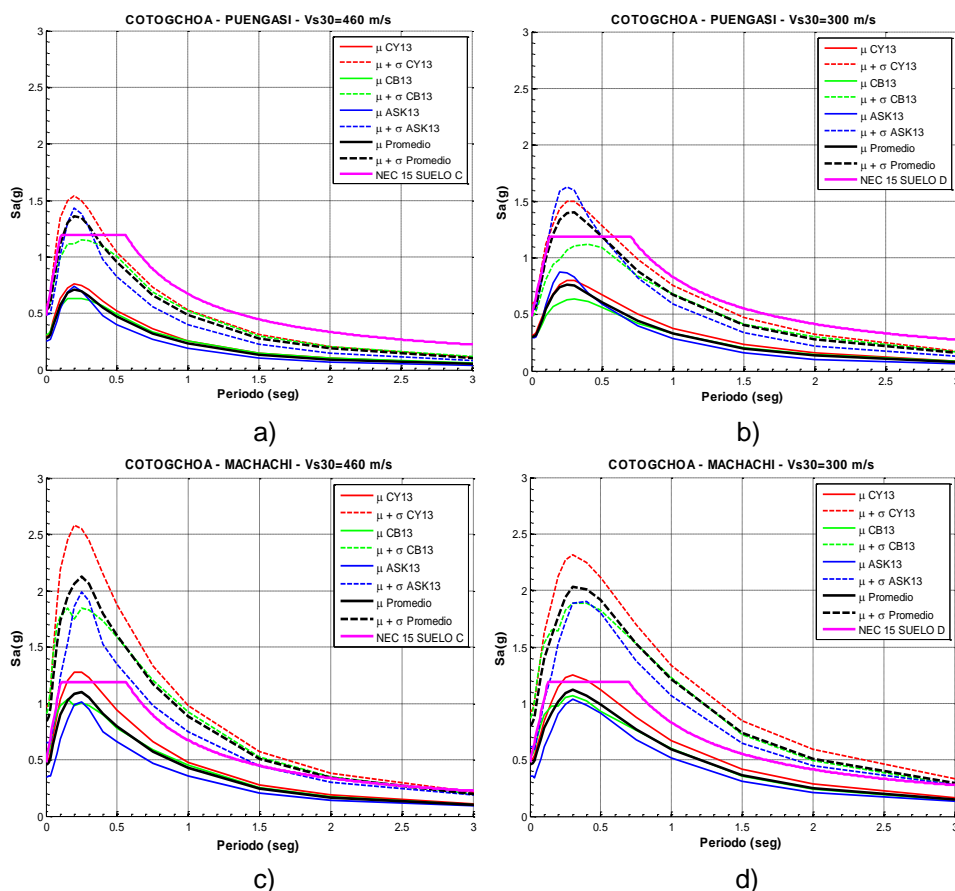 COTOGCHOA - PUENGASI - Vs30=460 m/s
Sa(g)
3
2.5
2
1.5
1
0.5
0
μ CY13
μ + σ CY13
μ CB13
μ + σ CB13
μ ASK13
μ + σ ASK13
μ Promedio
μ + σ Promedio
NEC 15 SUELO C
0 0.5 1 1.5 2 2.5 3
Periodo (seg)
a)
COTOGCHOA - PUENGASI - Vs30=300 m/s
Sa(g)
3
2.5
2
1.5
1
0.5
0
μ CY13
μ + σ CY13
μ CB13
μ + σ CB13
μ ASK13
μ + σ ASK13
μ Promedio
μ + σ Promedio
NEC 15 SUELO D
0 0.5 1 1.5 2 2.5 3
Periodo (seg)
b)
COTOGCHOA - MACHACHI - Vs30=460 m/s
Sa(g)
3
2.5
2
1.5
1
0.5
0
μ CY13
μ + σ CY13
μ CB13
μ + σ CB13
μ ASK13
μ + σ ASK13
μ Promedio
μ + σ Promedio
NEC 15 SUELO C
0 0.5 1 1.5 2 2.5 3
Periodo (seg)
c)
COTOGCHOA - MACHACHI - Vs30=300 m/s
Sa(g)
3
2.5
2
1.5
1
0.5
0
μ CY13
μ + σ CY13
μ CB13
μ + σ CB13
μ ASK13
μ + σ ASK13
μ Promedio
μ + σ Promedio
NEC 15 SUELO D
0 0.5 1 1.5 2 2.5 3
Periodo (seg)
d)